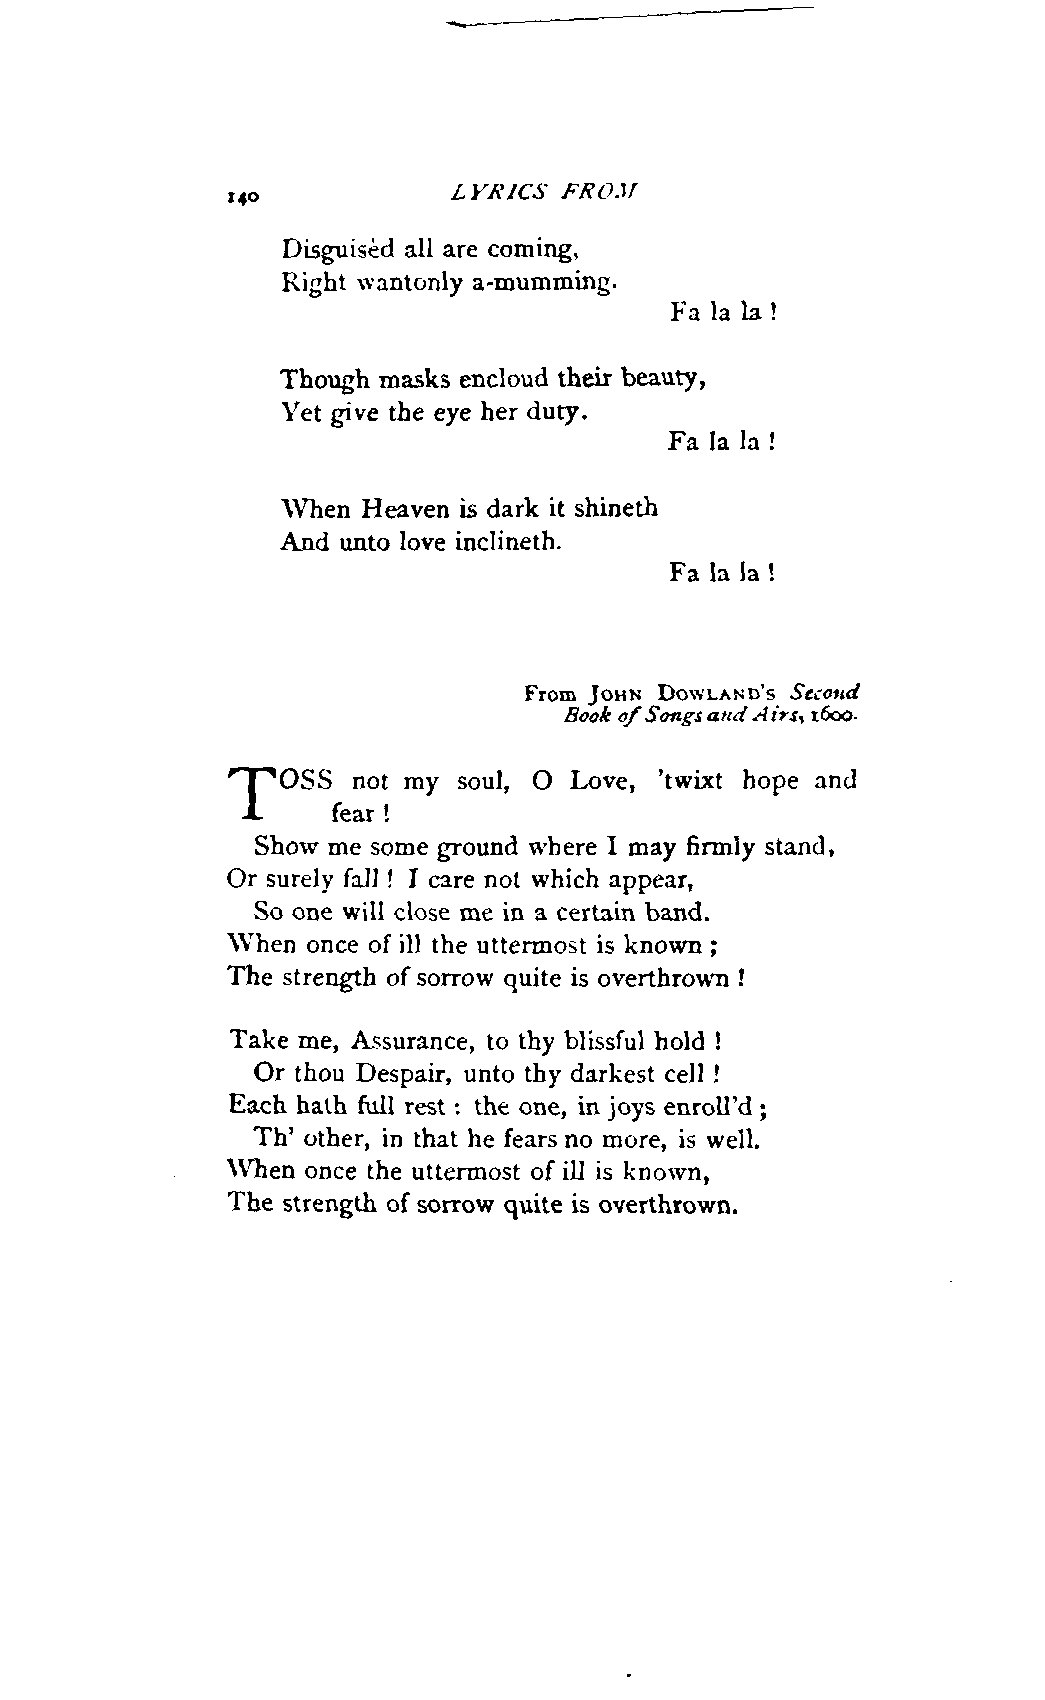 140 LYRICS FROM
Disguisèd all are coming,
Right wantonly a-mumming.
Fa la la !
Though masks encloud their beauty,
Yet give the eye her duty.
Fa la la !
When Heaven is dark it shineth
And unto love inclineth.
Fa la la !
From John Dowland's Second
Book of Songs and Airs, 1600.
TOSS not my soul, O Love, 'twixt hope and
fear !
Show me some ground where I may firmly stand,
Or surely fall ! I care not which appear,
So one will close me in a certain band.
When once of ill the uttermost is known ;
The strength of sorrow quite is overthrown !
Take me, Assurance, to thy blissful hold !
Or thou Despair, unto thy darkest cell !
Each hath full rest : the one, in joys enroll'd ;
Th' other, in that he fears no more, is well.
When once the uttermost of ill is known,
The strength of sorrow quite is overthrown.